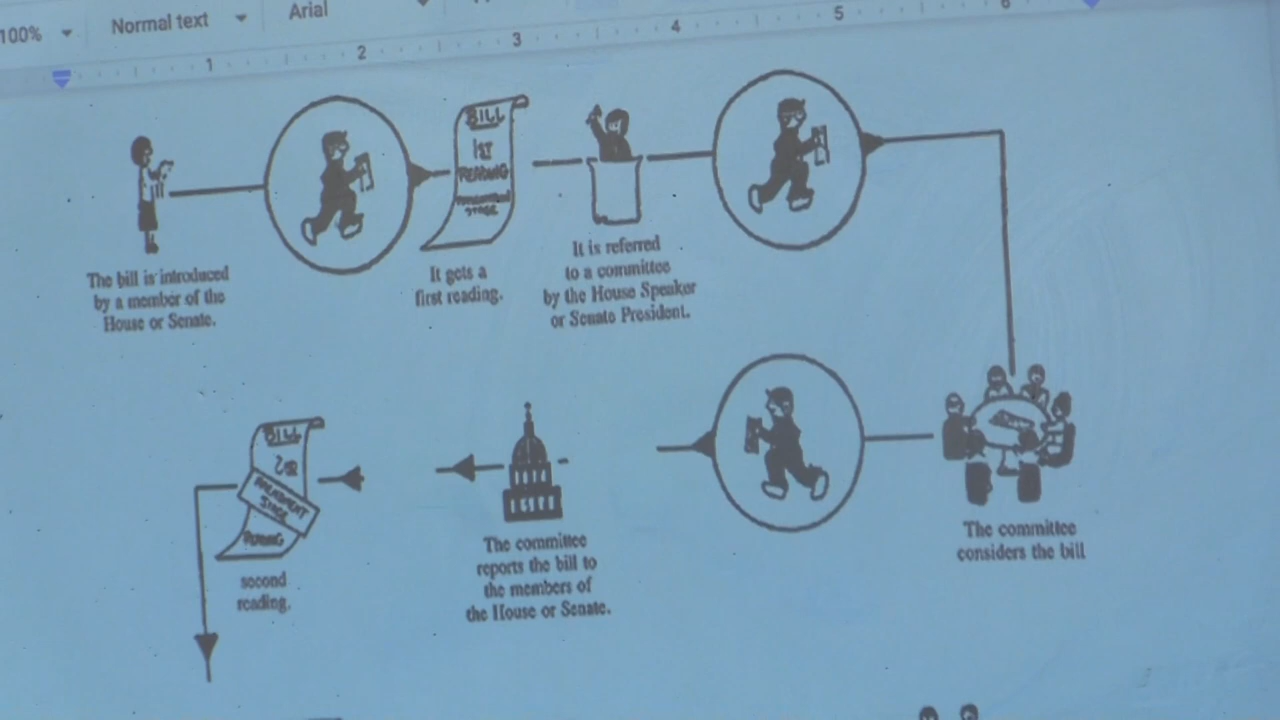 100%
Normal text
Arial
1
2
3
4
5
6
BILL
1ST
READING
STAGE
The bill is introduced
by a member of the
House or Senate.
It gets a
first reading.
It is referred
to a committee
by the House Speaker
or Senate President.
The committee
considers the bill
The committee
reports the bill to
the members of
the House or Senate.
BILL
AMENDMENT
STAGE
READING
second
reading.